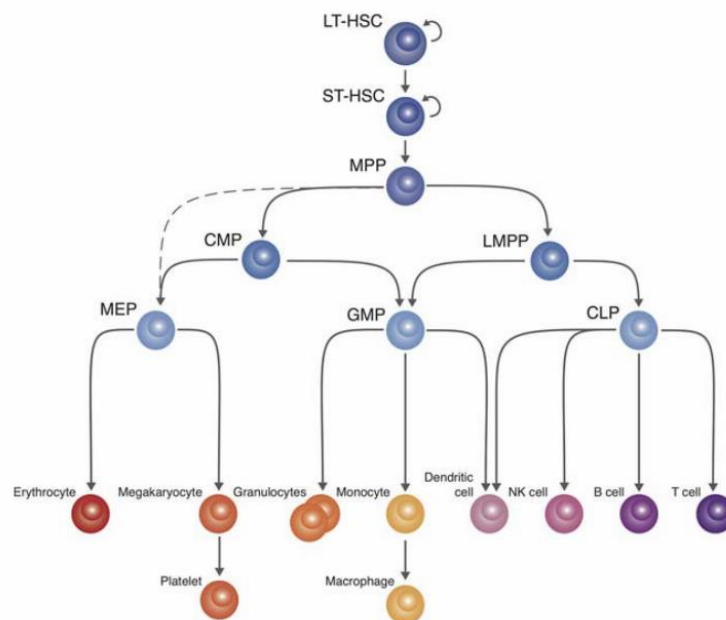 LT-HSC
ST-HSC
MPP
CMP
LMPP
MEP
GMP
CLP
Erythrocyte
Megakaryocyte
Granulocytes
Monocyte
Dendritic
cell
NK cell
B cell
T cell
Platelet
Macrophage